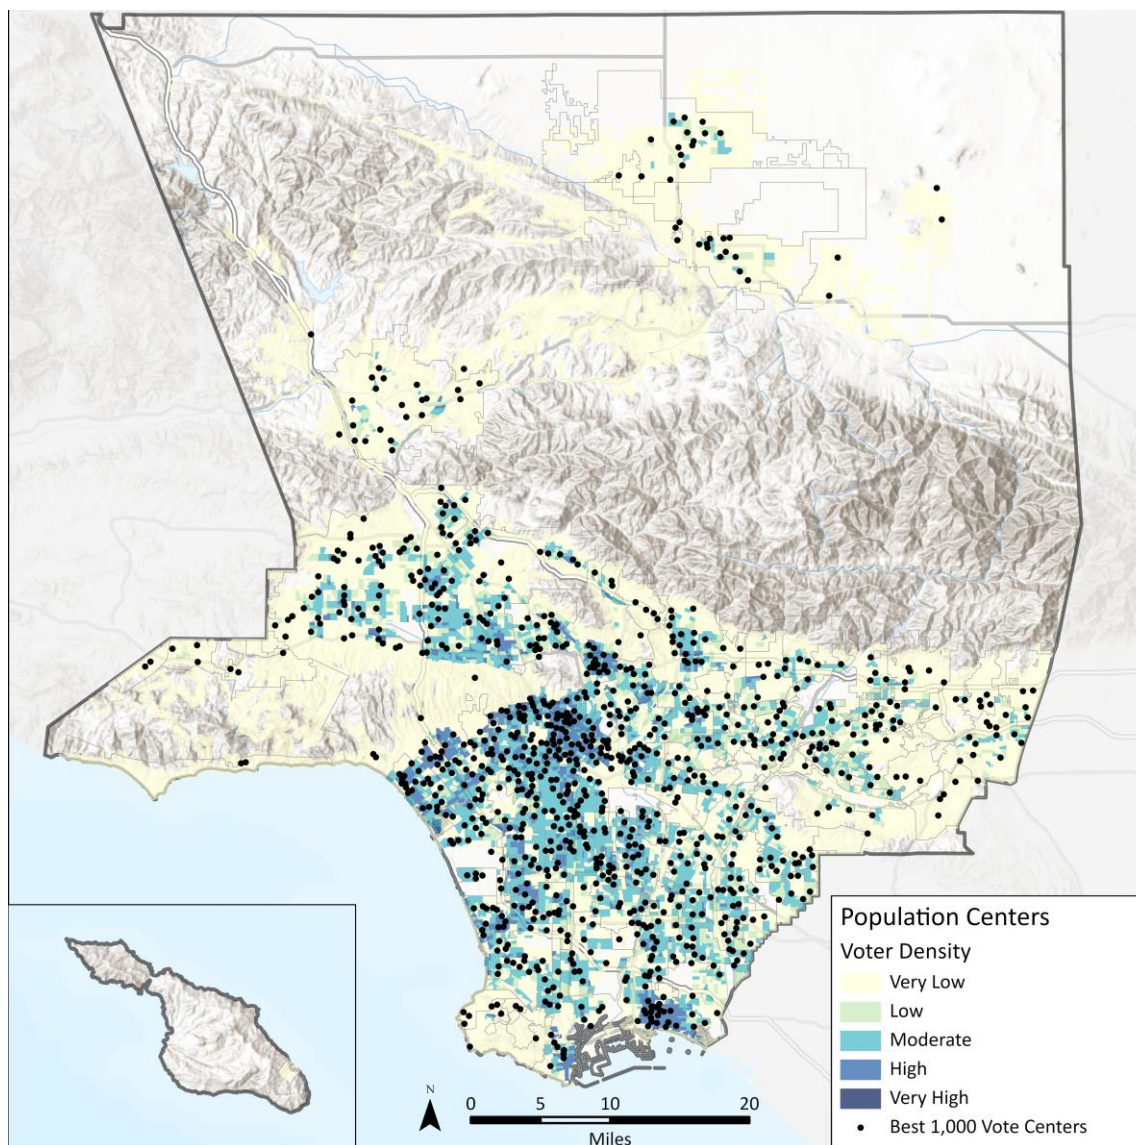 Population Centers
Voter Density
Very Low
Low
Moderate
High
Very High
Best 1,000 Vote Centers
N
0 5 10 20
Miles